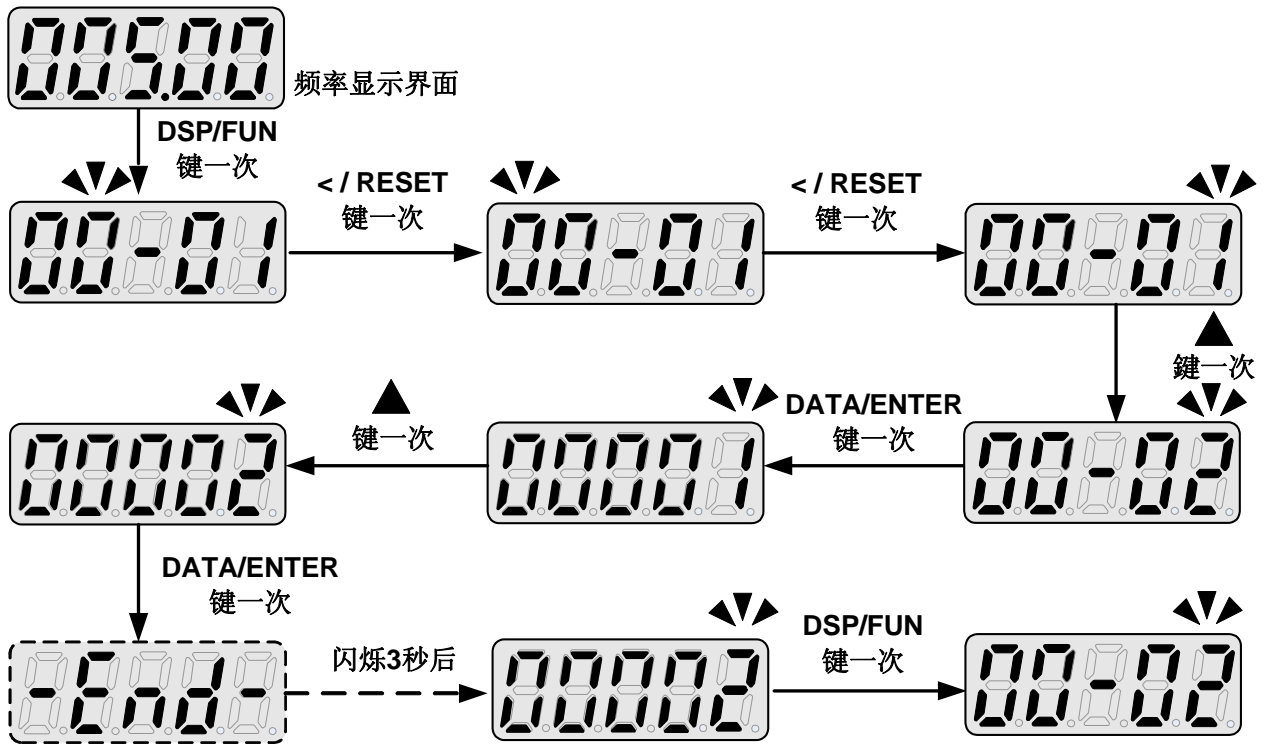 005.00
频率显示界面
DSP/FUN
键一次
00-01
< / RESET
键一次
00-01
< / RESET
键一次
00-01
鍵一次
00-02
DATA/ENTER
键一次
00001
键一次
00002
DATA/ENTER
键一次
-End-
闪烁3秒后
00002
DSP/FUN
键一次
00-02